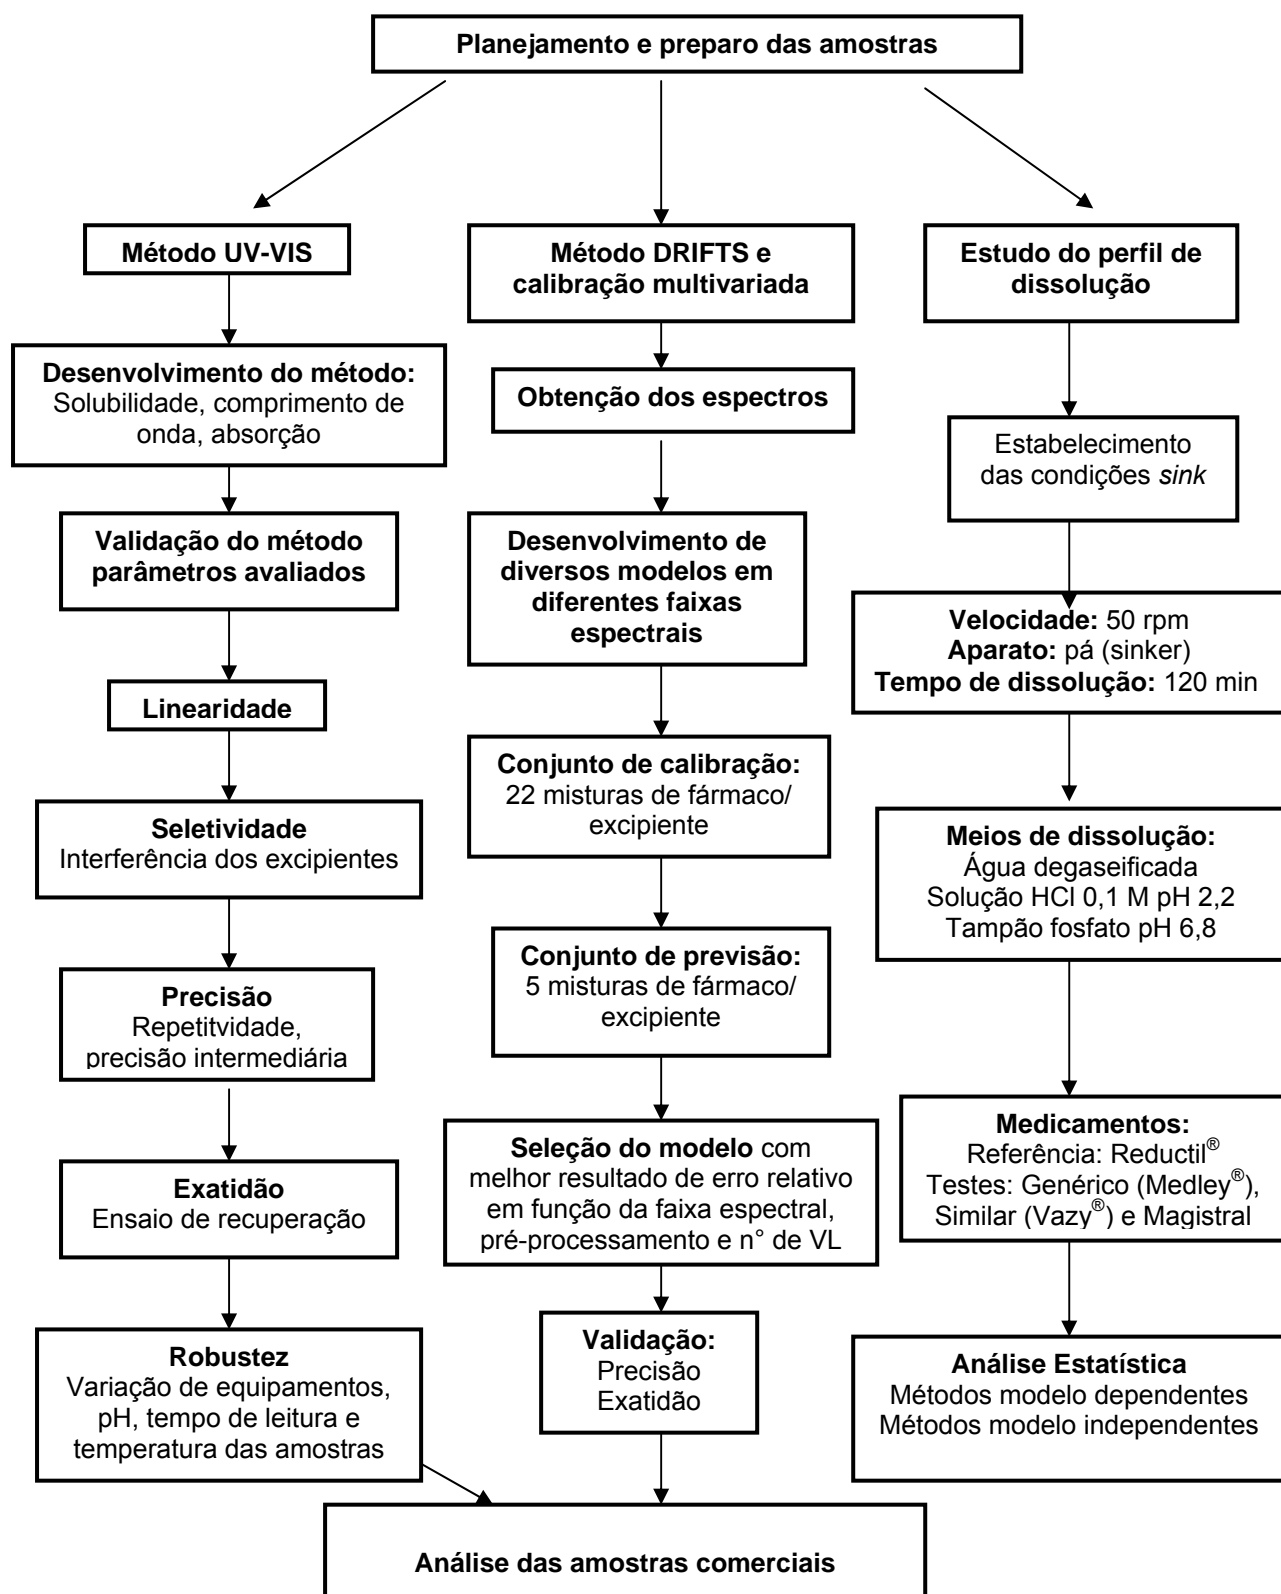 Planejamento e preparo das amostras
Método UV-VIS
Desenvolvimento do método:
Solubilidade, comprimento de
onda, absorção
Validação do método
parâmetros avaliados
Linearidade
Seletividade
Interferência dos excipientes
Precisão
Repetitvidade,
precisão intermediária
Exatidão
Ensaio de recuperação
Robustez
Variação de equipamentos,
pH, tempo de leitura e
temperatura das amostras
Método DRIFTS e
calibração multivariada
Obtenção dos espectros
Desenvolvimento de
diversos modelos em
diferentes faixas
espectrais
Conjunto de calibração:
22 misturas de fármaco/
excipiente
Conjunto de previsão:
5 misturas de fármaco/
excipiente
Seleção do modelo com
melhor resultado de erro relativo
em função da faixa espectral,
pré-processamento e n° de VL
Validação:
Precisão
Exatidão
Estudo do perfil de
dissolução
Estabelecimento
das condições sink
Velocidade: 50 rpm
Aparato: pá (sinker)
Tempo de dissolução: 120 min
Meios de dissolução:
Água degaseificada
Solução HCl 0,1 M pH 2,2
Tampão fosfato pH 6,8
Medicamentos:
Referência: Reductil®
Testes: Genérico (Medley®),
Similar (Vazy®) e Magistral
Análise Estatística
Métodos modelo dependentes
Métodos modelo independentes
Análise das amostras comerciais